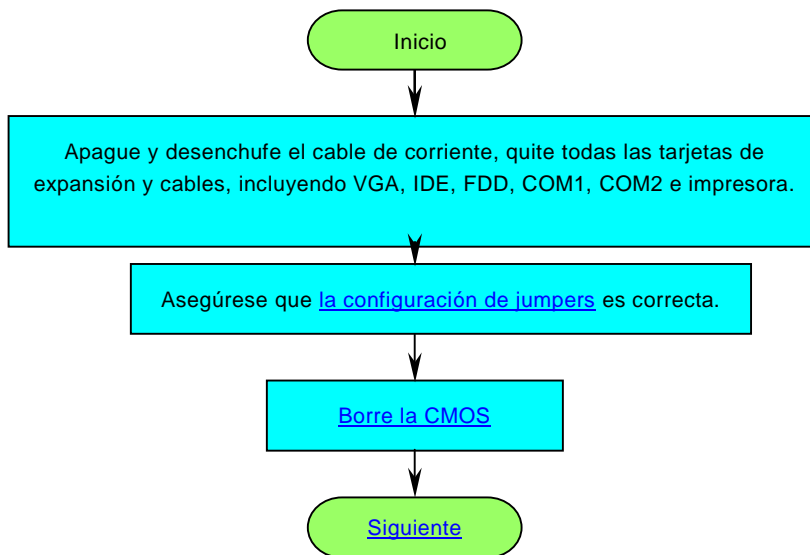 Inicio
Apague y desenchufe el cable de corriente, quite todas las tarjetas de
expansión y cables, incluyendo VGA, IDE, FDD, COM1, COM2 e impresora.
Asegúrese que la configuración de jumpers es correcta.
Borre la CMOS
Siguiente